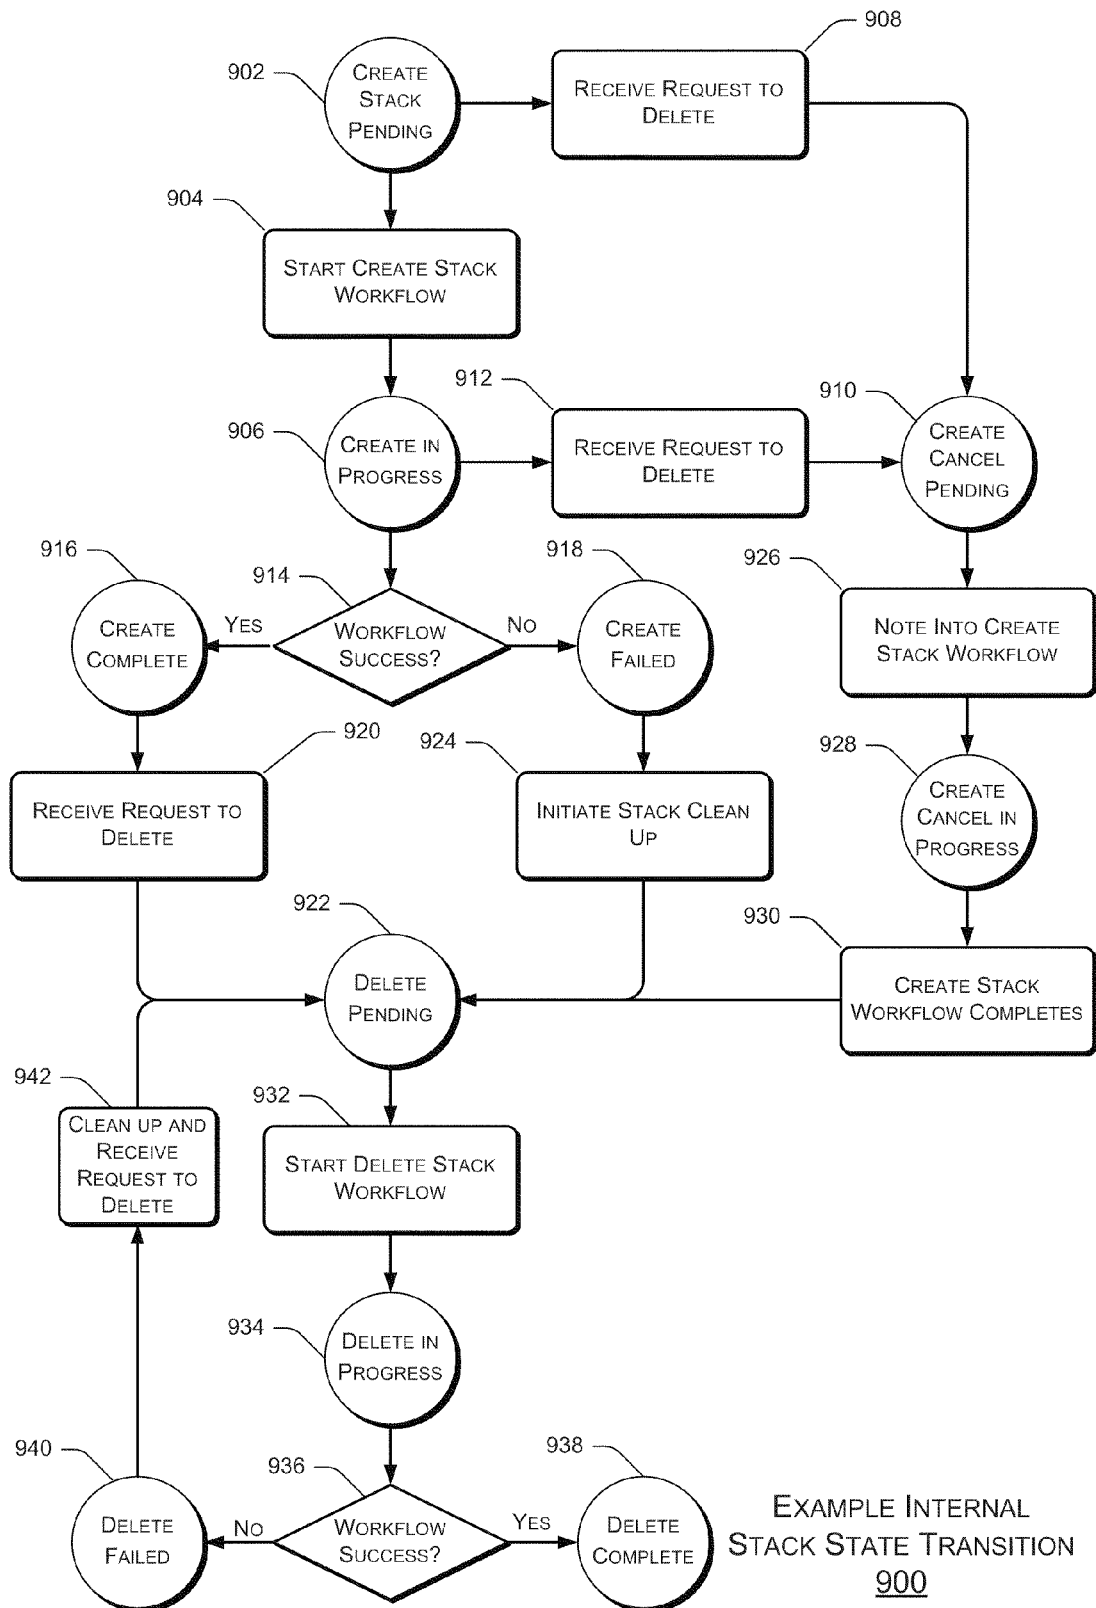 908
902
CREATE
STACK
PENDING
RECEIVE REQUEST TO
DELETE
904
START CREATE STACK
WORKFLOW
912
910
906
CREATE IN
PROGRESS
RECEIVE REQUEST TO
DELETE
CREATE
CANCEL
PENDING
916
914
918
926
CREATE
COMPLETE
YES
WORKFLOW
SUCCESS?
NO
CREATE
FAILED
NOTE INTO CREATE
STACK WORKFLOW
920
924
928
RECEIVE REQUEST TO
DELETE
INITIATE STACK CLEAN
UP
CREATE
CANCEL IN
PROGRESS
922
930
DELETE
PENDING
CREATE STACK
WORKFLOW COMPLETES
942
932
CLEAN UP AND
RECEIVE
REQUEST TO
DELETE
START DELETE STACK
WORKFLOW
934
DELETE IN
PROGRESS
940
936
938
DELETE
FAILED
NO
WORKFLOW
SUCCESS?
YES
DELETE
COMPLETE
EXAMPLE INTERNAL
STACK STATE TRANSITION
900